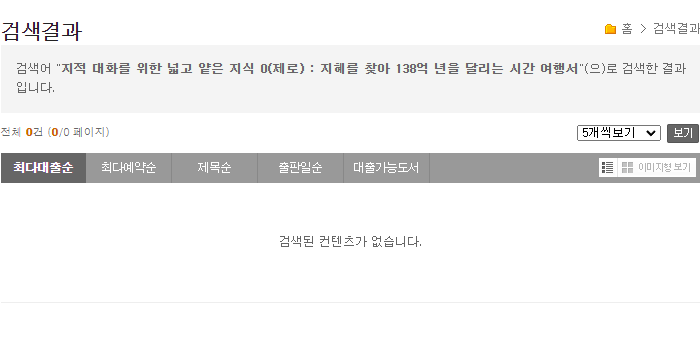 검색결과
홈 > 검색결과
검색어 "지적 대화를 위한 넓고 얕은 지식 0(제로) : 지혜를 찾아 138억 년을 달리는 시간 여행서"(으)로 검색한 결과
입니다.
전체 0건 (0/0 페이지)
5개씩보기 보기
최다대출순 최다예약순 제목순 출판일순 대출가능도서 이미지형 보기
검색된 컨텐츠가 없습니다.